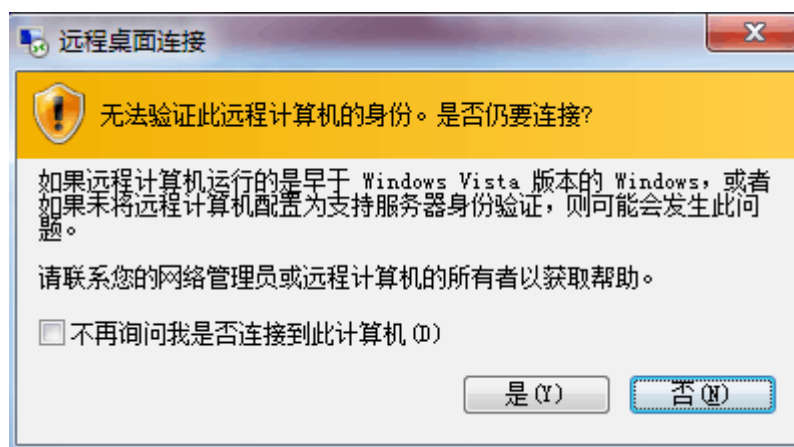 远程桌面连接
无法验证此远程计算机的身份。是否仍要连接?
如果远程计算机运行的是早于 Windows Vista 版本的 Windows，或者
如果未将远程计算机配置为支持服务器身份验证，则可能会发生此问
题。
请联系您的网络管理员或远程计算机的所有者以获取帮助。
不再询问我是否连接到此计算机(D)
是(Y) 否(N)